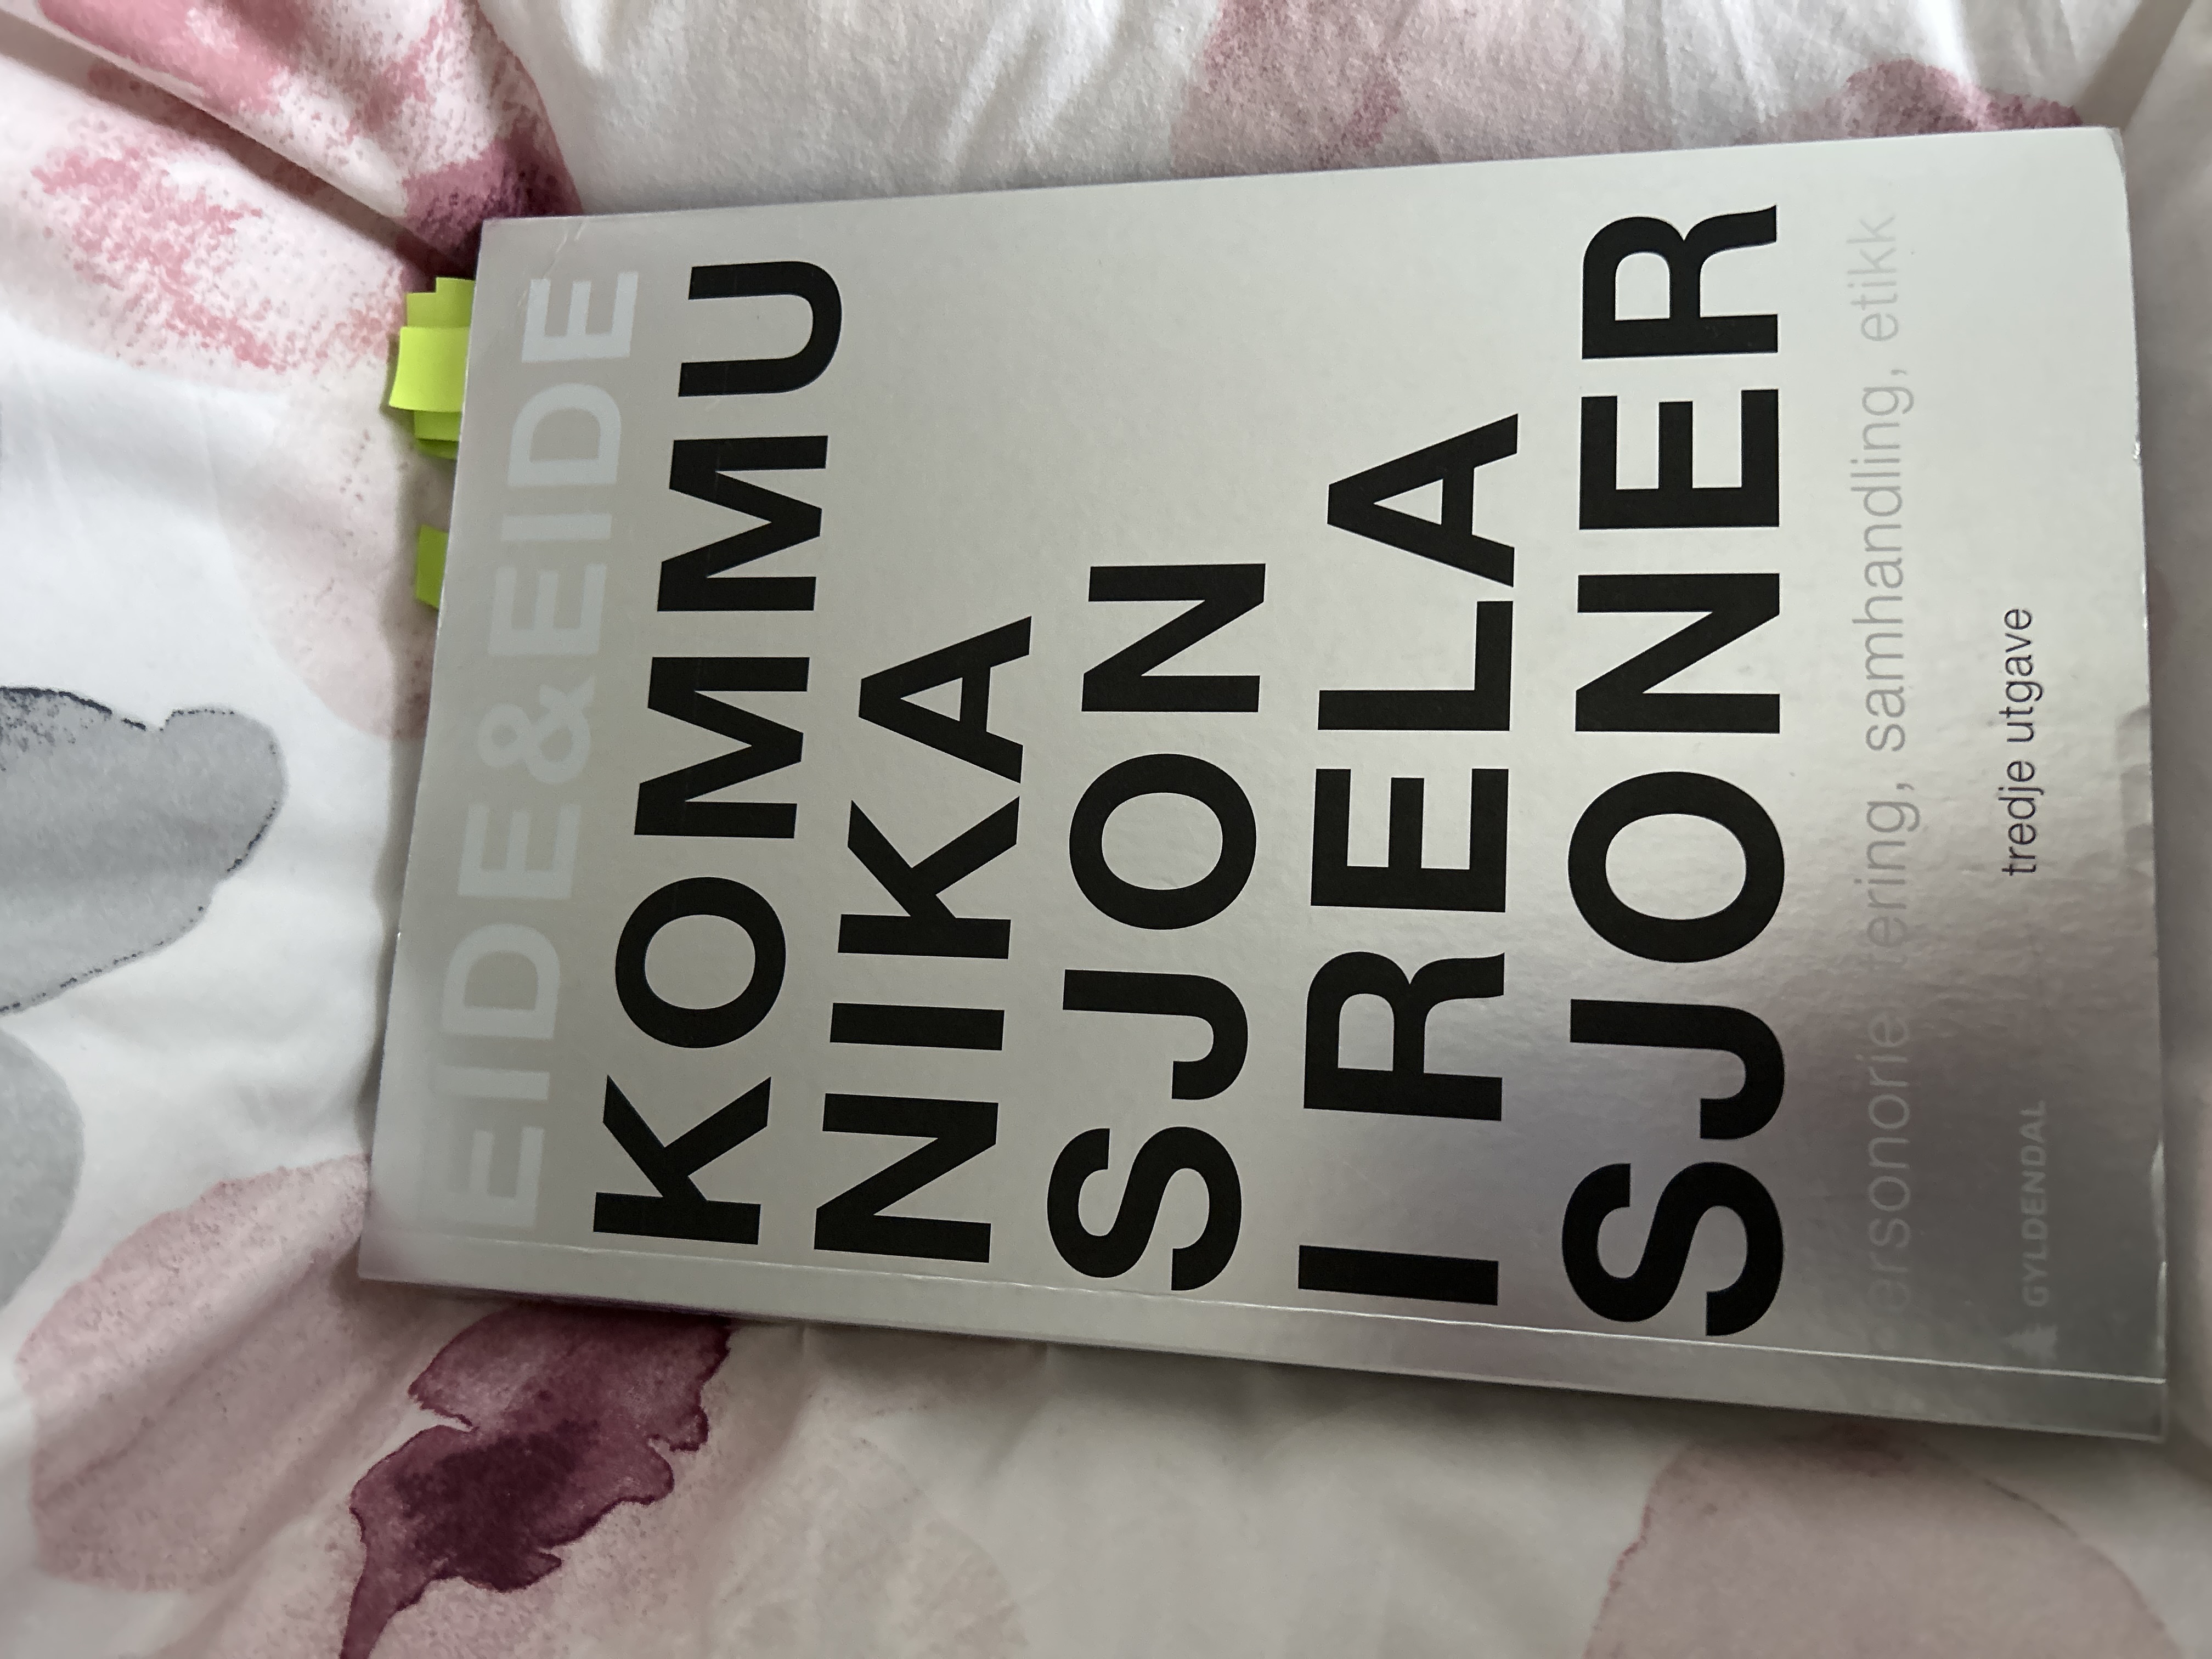 EIDE&EIDE
KOMMU
NIKA
SJON
I RELA
SJONER
samhandling, etikk
tredje utgave
GYLDENDAL